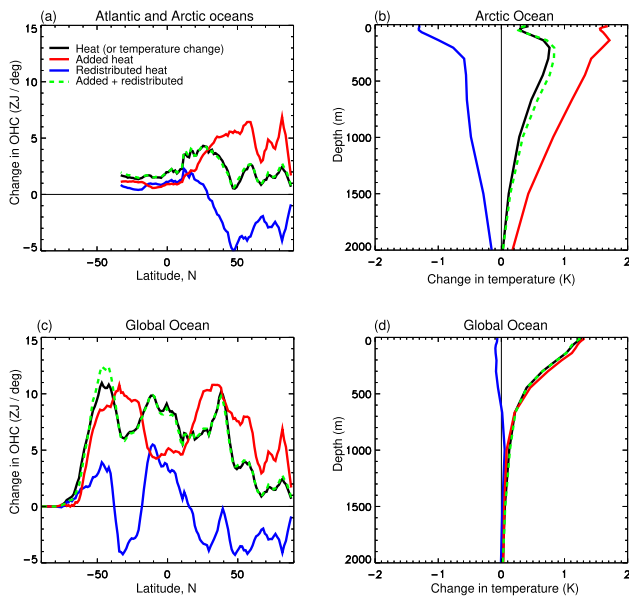 (a) Atlantic and Arctic oceans
15
10
5
0
−5
Change in OHC (ZJ / deg)
Heat (or temperature change)
Added heat
Redistributed heat
Added + redistributed
−50 0 50
Latitude, N
(b) Arctic Ocean
0
500
1000
1500
2000
Depth (m)
−2 −1 0 1 2
Change in temperature (K)
(c) Global Ocean
15
10
5
0
−5
Change in OHC (ZJ / deg)
−50 0 50
Latitude, N
(d) Global Ocean
0
500
1000
1500
2000
Depth (m)
−2 −1 0 1 2
Change in temperature (K)